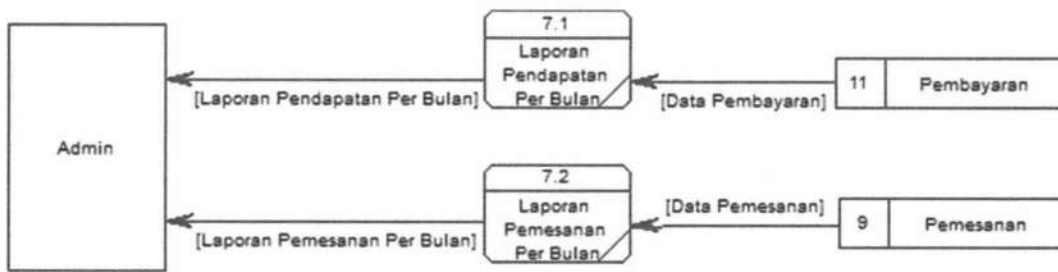 7.1
Laporan
Pendapatan
Per Bulan
[Laporan Pendapatan Per Bulan]
[Data Pembayaran]
11
Pembayaran
Admin
7.2
Laporan
Pemesanan
Per Bulan
[Laporan Pemesanan Per Bulan]
[Data Pemesanan]
9
Pemesanan